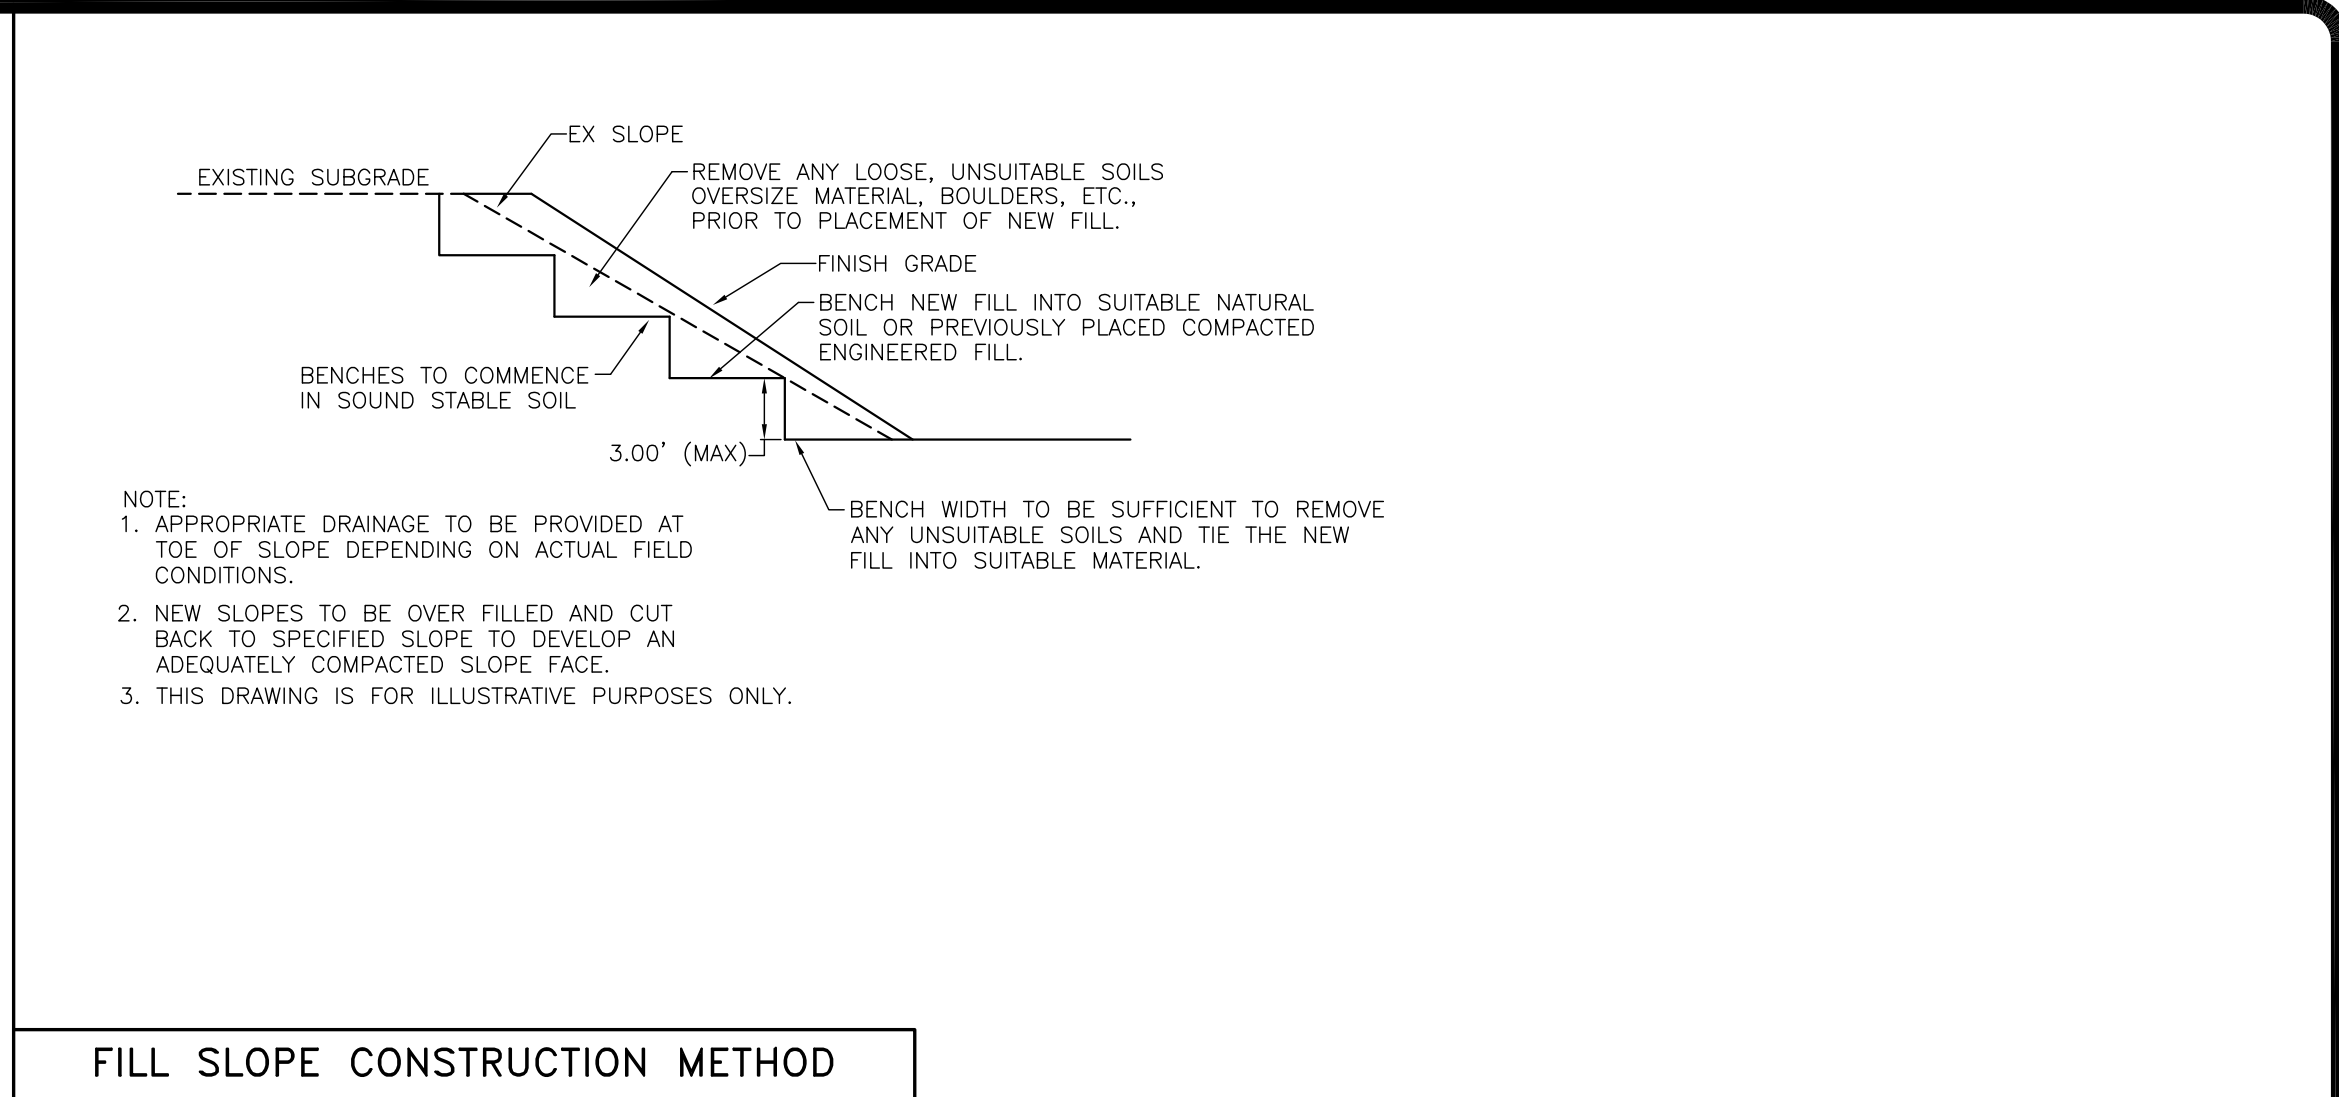 EX SLOPE
EXISTING SUBGRADE
REMOVE ANY LOOSE, UNSUITABLE SOILS
OVERSIZE MATERIAL, BOULDERS, ETC.,
PRIOR TO PLACEMENT OF NEW FILL.
FINISH GRADE
BENCH NEW FILL INTO SUITABLE NATURAL
SOIL OR PREVIOUSLY PLACED COMPACTED
ENGINEERED FILL.
BENCHES TO COMMENCE
IN SOUND STABLE SOIL
3.00' (MAX)
BENCH WIDTH TO BE SUFFICIENT TO REMOVE
ANY UNSUITABLE SOILS AND TIE THE NEW
FILL INTO SUITABLE MATERIAL.
NOTE:
1. APPROPRIATE DRAINAGE TO BE PROVIDED AT
TOE OF SLOPE DEPENDING ON ACTUAL FIELD
CONDITIONS.
2. NEW SLOPES TO BE OVER FILLED AND CUT
BACK TO SPECIFIED SLOPE TO DEVELOP AN
ADEQUATELY COMPACTED SLOPE FACE.
3. THIS DRAWING IS FOR ILLUSTRATIVE PURPOSES ONLY.
FILL SLOPE CONSTRUCTION METHOD